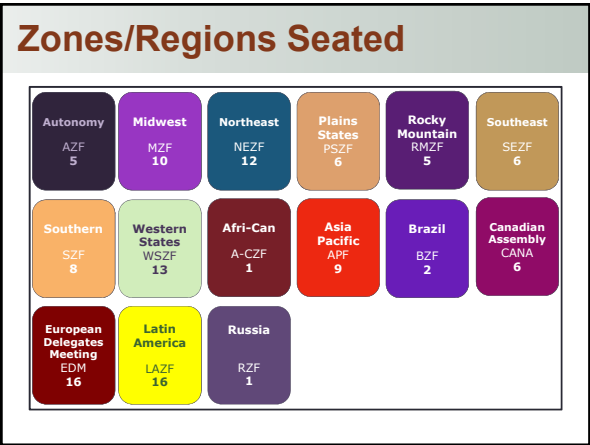 Zones/Regions Seated
Autonomy
AZF
5
Midwest
MZF
10
Northeast
NEZF
12
Plains
States
PSZF
6
Rocky
Mountain
RMZF
5
Southeast
SEZF
6
Southern
SZF
8
Western
States
WSZF
13
Afri-Can
A-CZF
1
Asia
Pacific
APF
9
Brazil
BZF
2
Canadian
Assembly
CANA
6
European
Delegates
Meeting
EDM
16
Latin
America
LAZF
16
Russia
RZF
1